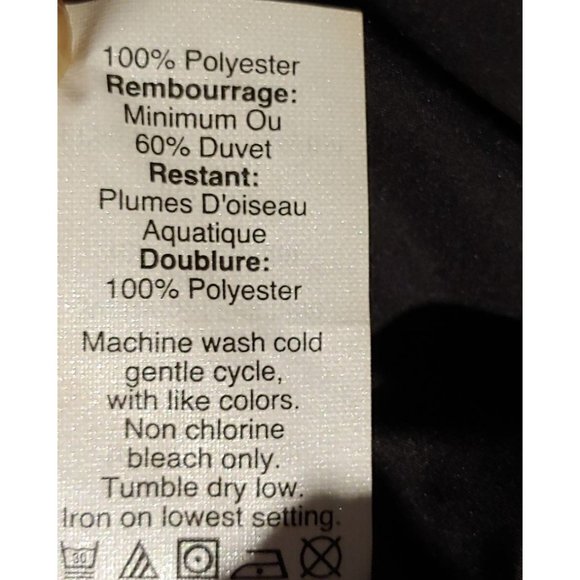 100% Polyester
Rembourrage:
Minimum Ou
60% Duvet
Restant:
Plumes D'oiseau
Aquatique
Doublure:
100% Polyester
Machine wash cold
gentle cycle,
with like colors.
Non chlorine
bleach only.
Tumble dry low.
Iron on lowest setting.
30